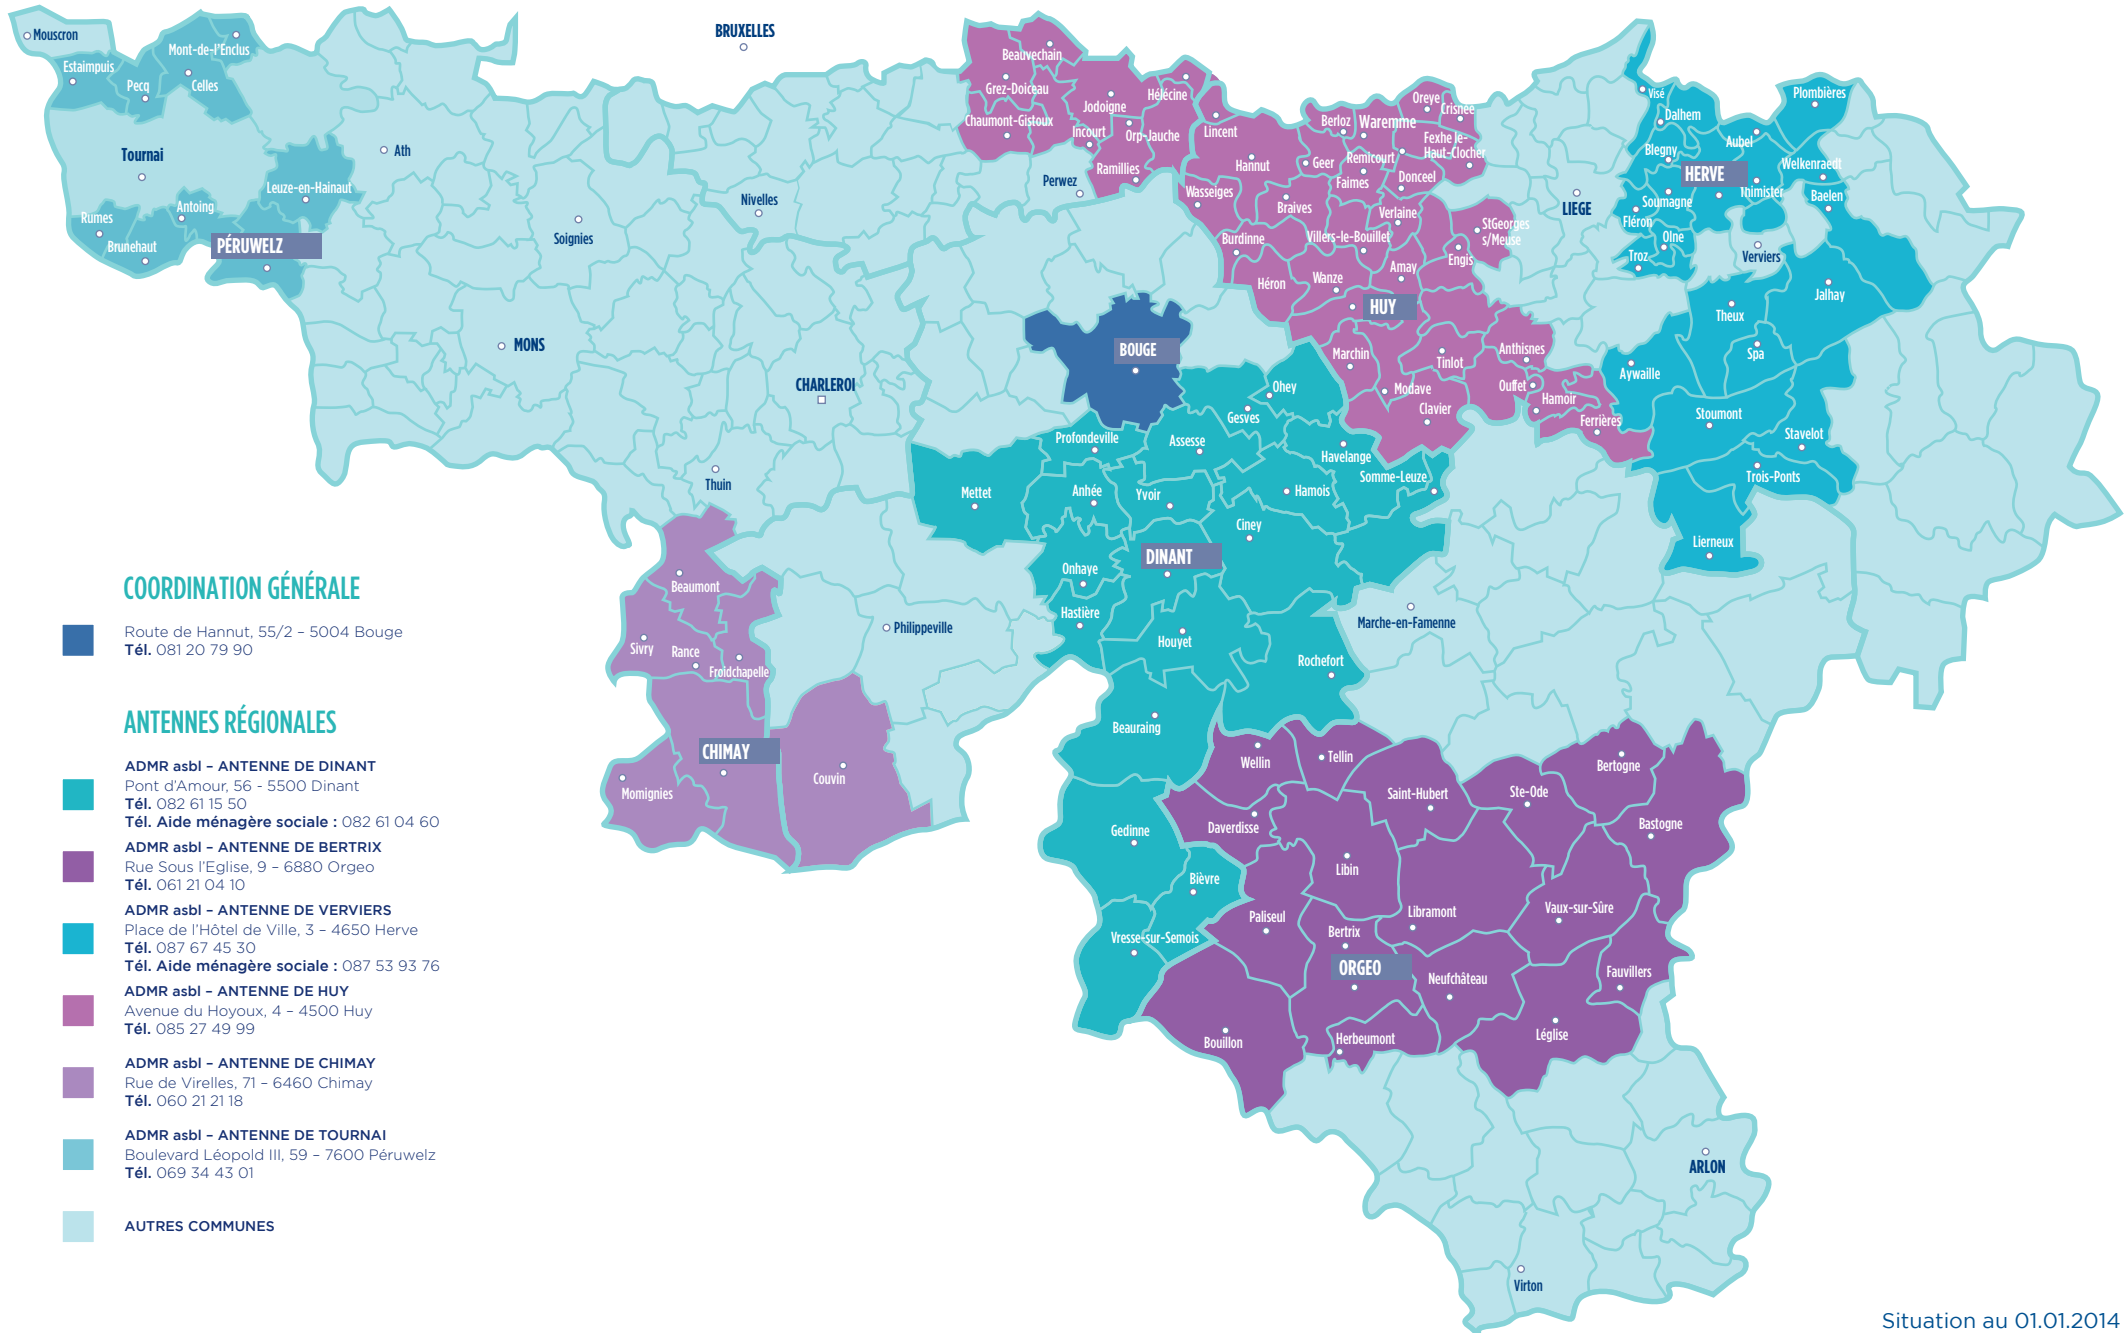 Mouscron
Estaimpuis
Pecq
Mont-de-l'Enclus
Celles
Tournai
Ath
Leuze-en-Hainaut
Antoing
Rumes
Brunehaut
PÉRUWELZ
BRUXELLES
Nivelles
Soignies
MONS
CHARLEROI
Thuin
Beauvechain
Grez-Doiceau
Chaumont-Gistoux
Jodoigne
Hélécine
Incourt
Orp-Jauche
Ramillies
Perwez
Lincent
Hannut
Wasseiges
Berloz
Waremme
Oreye
Crisnée
Geer
Remicourt
Fexhe le-
Haut-Clocher
Faimes
Donceel
Braives
Verlaine
Burdinne
Villers-le-Bouillet
StGeorges
s/Meuse
Engis
Amay
Héron
Wanze
HUY
Marchin
Tinlot
Anthisnes
Modave
Ouffet
Clavier
Hamoir
Ferrières
LIEGE
Visé
Dalhem
Plombières
Aubel
Blegny
Welkenraedt
HERVE
Thimister
Soumagne
Baelen
Fléron
Olne
Troz
Verviers
Jalhay
Theux
Spa
Aywaille
Stoumont
Stavelot
Trois-Ponts
Lierneux
BOUGE
Ohey
Gesves
Profondeville
Assesse
Havelange
Somme-Leuze
Mettet
Anhée
Yvoir
Hamois
Ciney
DINANT
Onhaye
Hastière
Houyet
Rochefort
Marche-en-Famenne
Philippeville
Beauraing
Gedinne
Bièvre
Vresse-sur-Semois
Beaumont
Sivry
Rance
Froidchapelle
CHIMAY
Momignies
Couvin
Wellin
Tellin
Saint-Hubert
Ste-Ode
Bertogne
Bastogne
Daverdisse
Libin
Libramont
Vaux-sur-Sûre
Paliseul
Bertrix
ORGEO
Neufchâteau
Fauvillers
Léglise
Bouillon
Herbeumont
ARLON
Virton
COORDINATION GÉNÉRALE
Route de Hannut, 55/2 – 5004 Bouge
Tél. 081 20 79 90
ANTENNES RÉGIONALES
ADMR asbl – ANTENNE DE DINANT
Pont d'Amour, 56 - 5500 Dinant
Tél. 082 61 15 50
Tél. Aide ménagère sociale : 082 61 04 60
ADMR asbl – ANTENNE DE BERTRIX
Rue Sous l'Eglise, 9 – 6880 Orgeo
Tél. 061 21 04 10
ADMR asbl – ANTENNE DE VERVIERS
Place de l'Hôtel de Ville, 3 – 4650 Herve
Tél. 087 67 45 30
Tél. Aide ménagère sociale : 087 53 93 76
ADMR asbl – ANTENNE DE HUY
Avenue du Hoyoux, 4 – 4500 Huy
Tél. 085 27 49 99
ADMR asbl – ANTENNE DE CHIMAY
Rue de Virelles, 71 – 6460 Chimay
Tél. 060 21 21 18
ADMR asbl – ANTENNE DE TOURNAI
Boulevard Léopold III, 59 – 7600 Péruwelz
Tél. 069 34 43 01
AUTRES COMMUNES
Situation au 01.01.2014